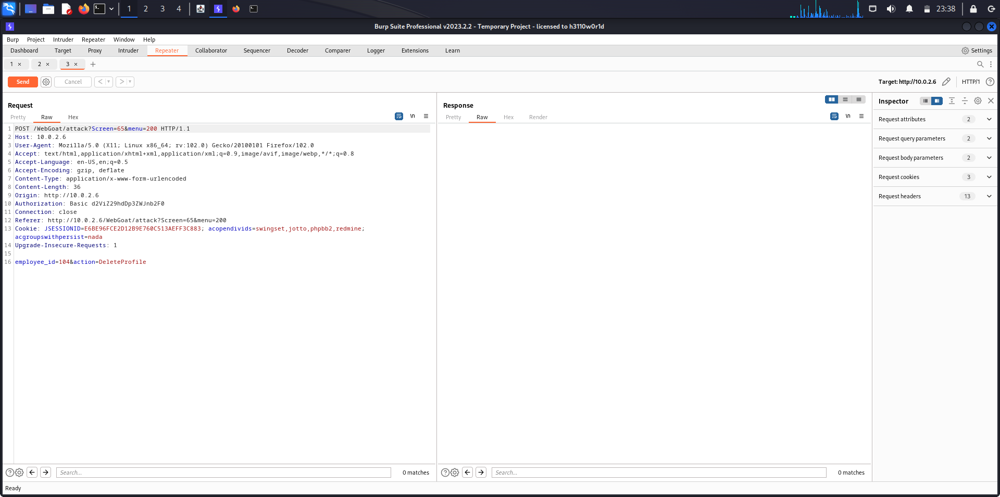 1 2 3 4 23:38
Burp Suite Professional v2023.2.2 - Temporary Project - licensed to h3110w0r1d
Burp Project Intruder Repeater Window Help
Dashboard Target Proxy Intruder Repeater Collaborator Sequencer Decoder Comparer Logger Extensions Learn Settings
1 × 2 × 3 × +
Send Cancel < > Target: http://10.0.2.6 HTTP/1 ?
Request
Pretty Raw Hex \n
1 POST /WebGoat/attack?Screen=65&menu=200 HTTP/1.1
2 Host: 10.0.2.6
3 User-Agent: Mozilla/5.0 (X11; Linux x86_64; rv:102.0) Gecko/20100101 Firefox/102.0
4 Accept: text/html,application/xhtml+xml,application/xml;q=0.9,image/avif,image/webp,*/*;q=0.8
5 Accept-Language: en-US,en;q=0.5
6 Accept-Encoding: gzip, deflate
7 Content-Type: application/x-www-form-urlencoded
8 Content-Length: 36
9 Origin: http://10.0.2.6
10 Authorization: Basic d2ViZ29hdDp3ZWJnb2F0
11 Connection: close
12 Referer: http://10.0.2.6/WebGoat/attack?Screen=65&menu=200
13 Cookie: JSESSIONID=E6BE96FCE2D12B9E760C513AEFF3C883; acopendivids=swingset,jotto,phpbb2,redmine;
acgroupswithpersist=nada
14 Upgrade-Insecure-Requests: 1
15
16 employee_id=104&action=DeleteProfile
? Search... 0 matches
Response
Pretty Raw Hex Render \n
? Search... 0 matches
Inspector
Request attributes 2
Request query parameters 2
Request body parameters 2
Request cookies 3
Request headers 13
Ready